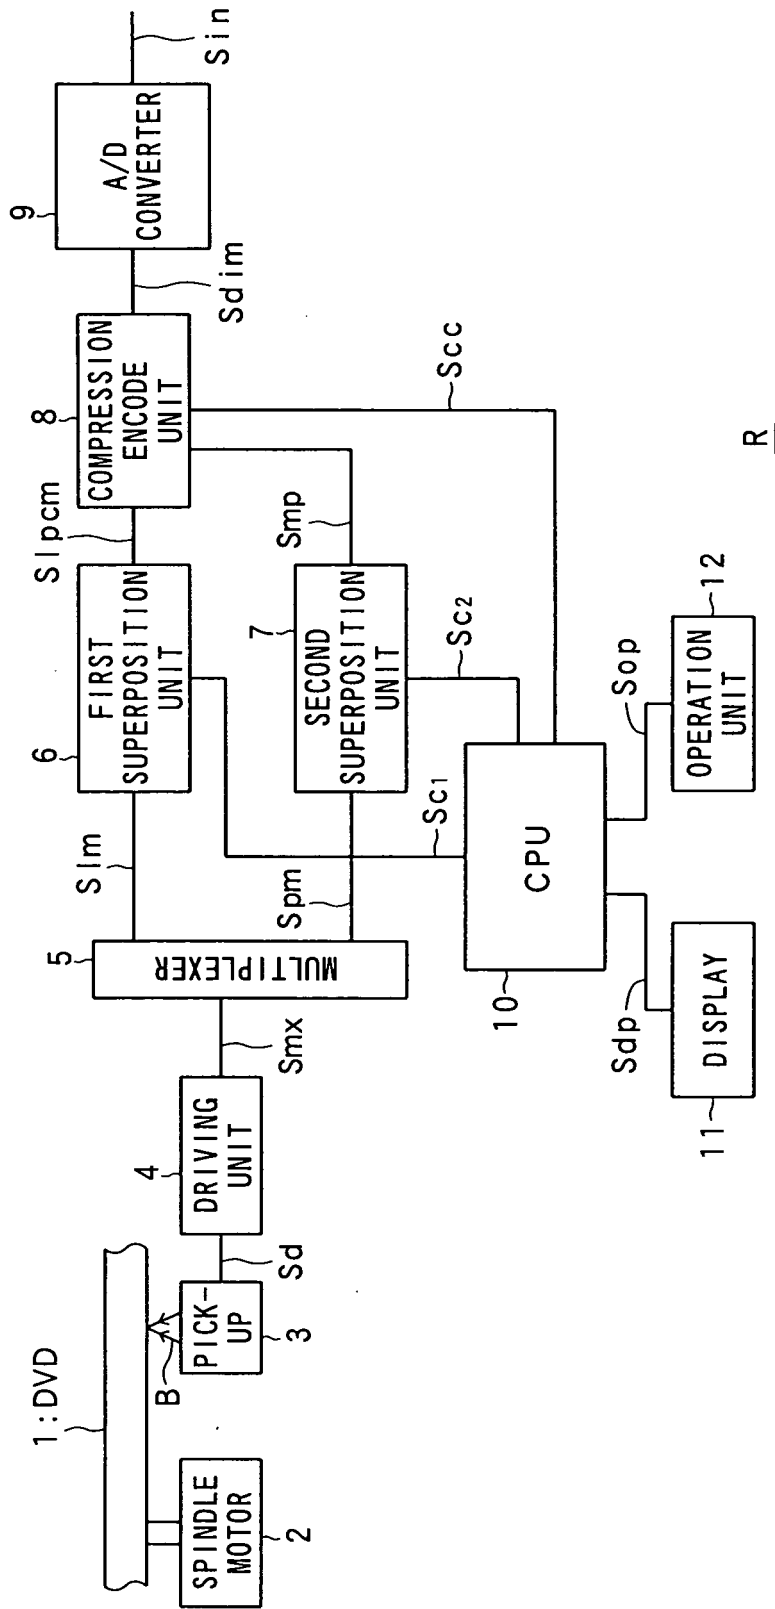 1:DVD
SPINDLE
MOTOR
2
B
PICK-
UP
3
Sd
4
DRIVING
UNIT
Smx
5
MULTIPLEXER
Slm
Spm
6
FIRST
SUPERPOSITION
UNIT
7
SECOND
SUPERPOSITION
UNIT
Slpcm
Smp
8
COMPRESSION
ENCODE
UNIT
Sdim
9
A/D
CONVERTER
Sin
Sc1
Sc2
Scc
10
CPU
Sdp
Sop
11
DISPLAY
12
OPERATION
UNIT
R